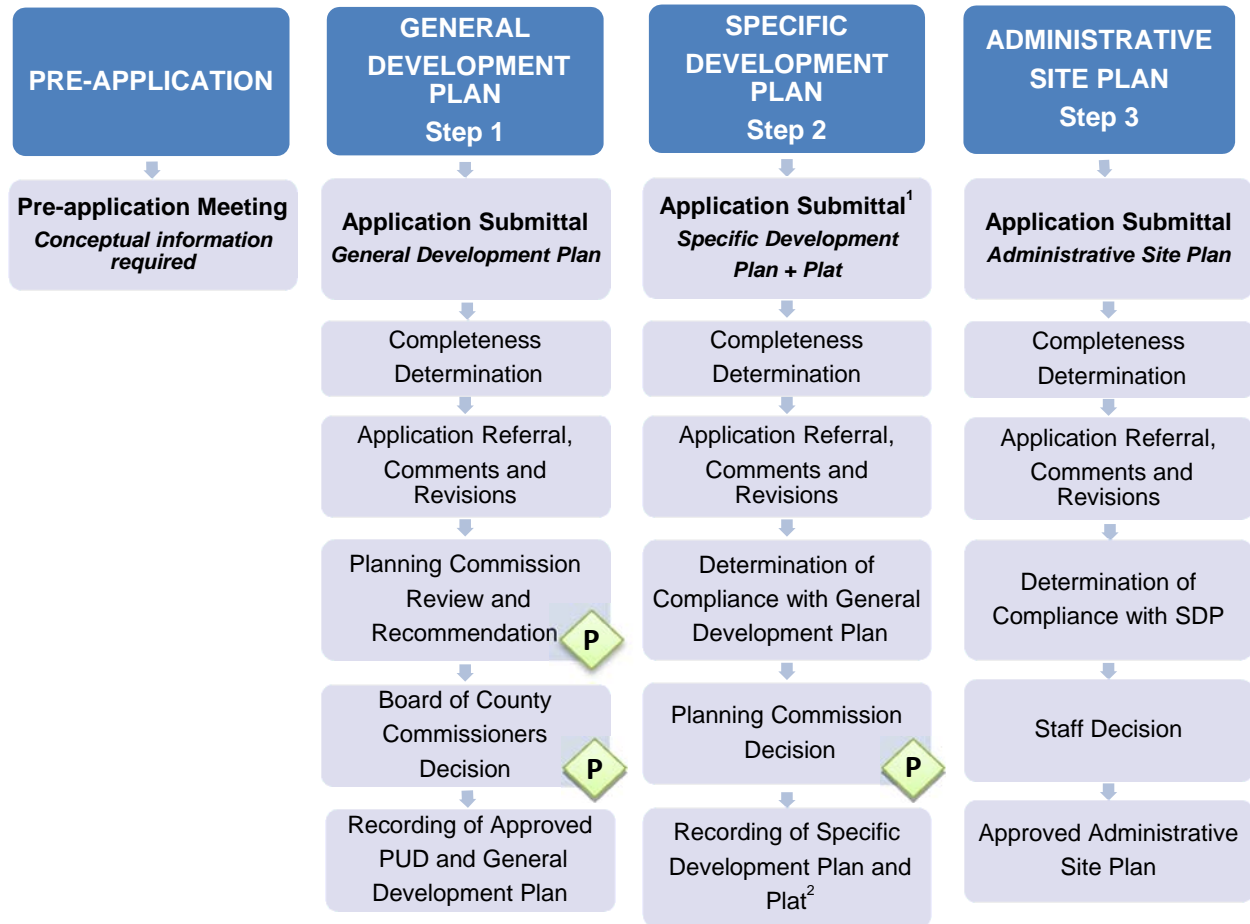 PRE-APPLICATION
Pre-application Meeting
Conceptual information
required
GENERAL
DEVELOPMENT
PLAN
Step 1
Application Submittal
General Development Plan
Completeness
Determination
Application Referral,
Comments and
Revisions
Planning Commission
Review and
Recommendation
P
Board of County
Commissioners
Decision
P
Recording of Approved
PUD and General
Development Plan
SPECIFIC
DEVELOPMENT
PLAN
Step 2
Application Submittal¹
Specific Development
Plan + Plat
Completeness
Determination
Application Referral,
Comments and
Revisions
Determination of
Compliance with General
Development Plan
Planning Commission
Decision
P
Recording of Specific
Development Plan and
Plat²
ADMINISTRATIVE
SITE PLAN
Step 3
Application Submittal
Administrative Site Plan
Completeness
Determination
Application Referral,
Comments and
Revisions
Determination of
Compliance with SDP
Staff Decision
Approved Administrative
Site Plan